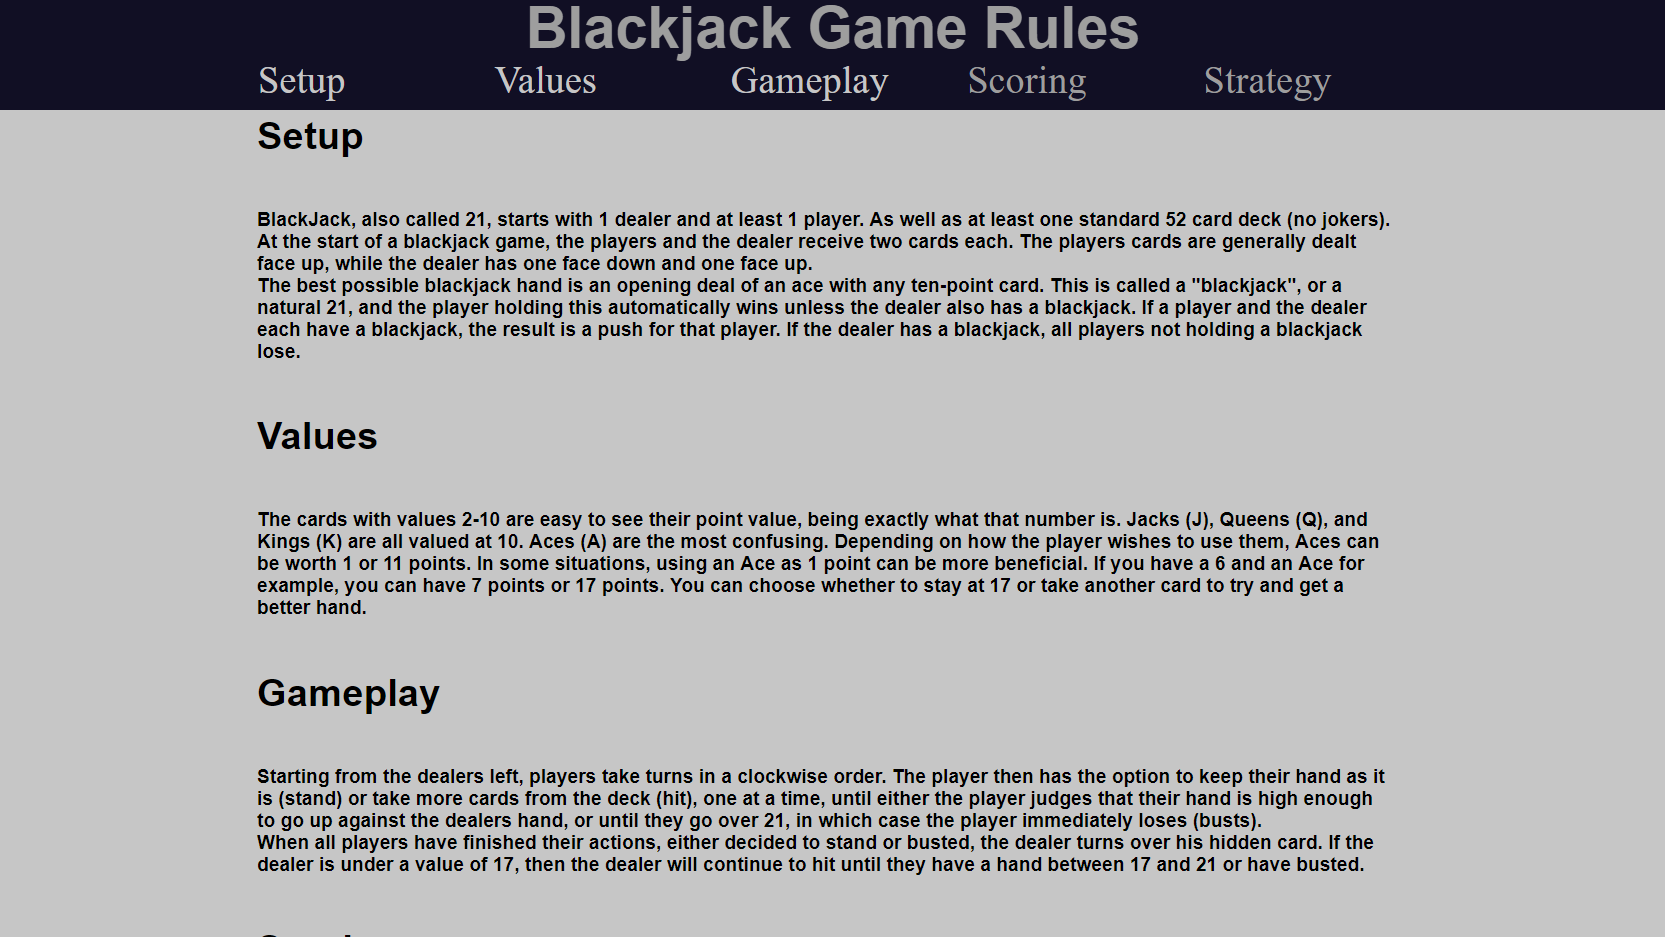 Blackjack Game Rules
Setup Values Gameplay Scoring Strategy
Setup
BlackJack, also called 21, starts with 1 dealer and at least 1 player. As well as at least one standard 52 card deck (no jokers).
At the start of a blackjack game, the players and the dealer receive two cards each. The players cards are generally dealt
face up, while the dealer has one face down and one face up.
The best possible blackjack hand is an opening deal of an ace with any ten-point card. This is called a "blackjack", or a
natural 21, and the player holding this automatically wins unless the dealer also has a blackjack. If a player and the dealer
each have a blackjack, the result is a push for that player. If the dealer has a blackjack, all players not holding a blackjack
lose.
Values
The cards with values 2-10 are easy to see their point value, being exactly what that number is. Jacks (J), Queens (Q), and
Kings (K) are all valued at 10. Aces (A) are the most confusing. Depending on how the player wishes to use them, Aces can
be worth 1 or 11 points. In some situations, using an Ace as 1 point can be more beneficial. If you have a 6 and an Ace for
example, you can have 7 points or 17 points. You can choose whether to stay at 17 or take another card to try and get a
better hand.
Gameplay
Starting from the dealers left, players take turns in a clockwise order. The player then has the option to keep their hand as it
is (stand) or take more cards from the deck (hit), one at a time, until either the player judges that their hand is high enough
to go up against the dealers hand, or until they go over 21, in which case the player immediately loses (busts).
When all players have finished their actions, either decided to stand or busted, the dealer turns over his hidden card. If the
dealer is under a value of 17, then the dealer will continue to hit until they have a hand between 17 and 21 or have busted.